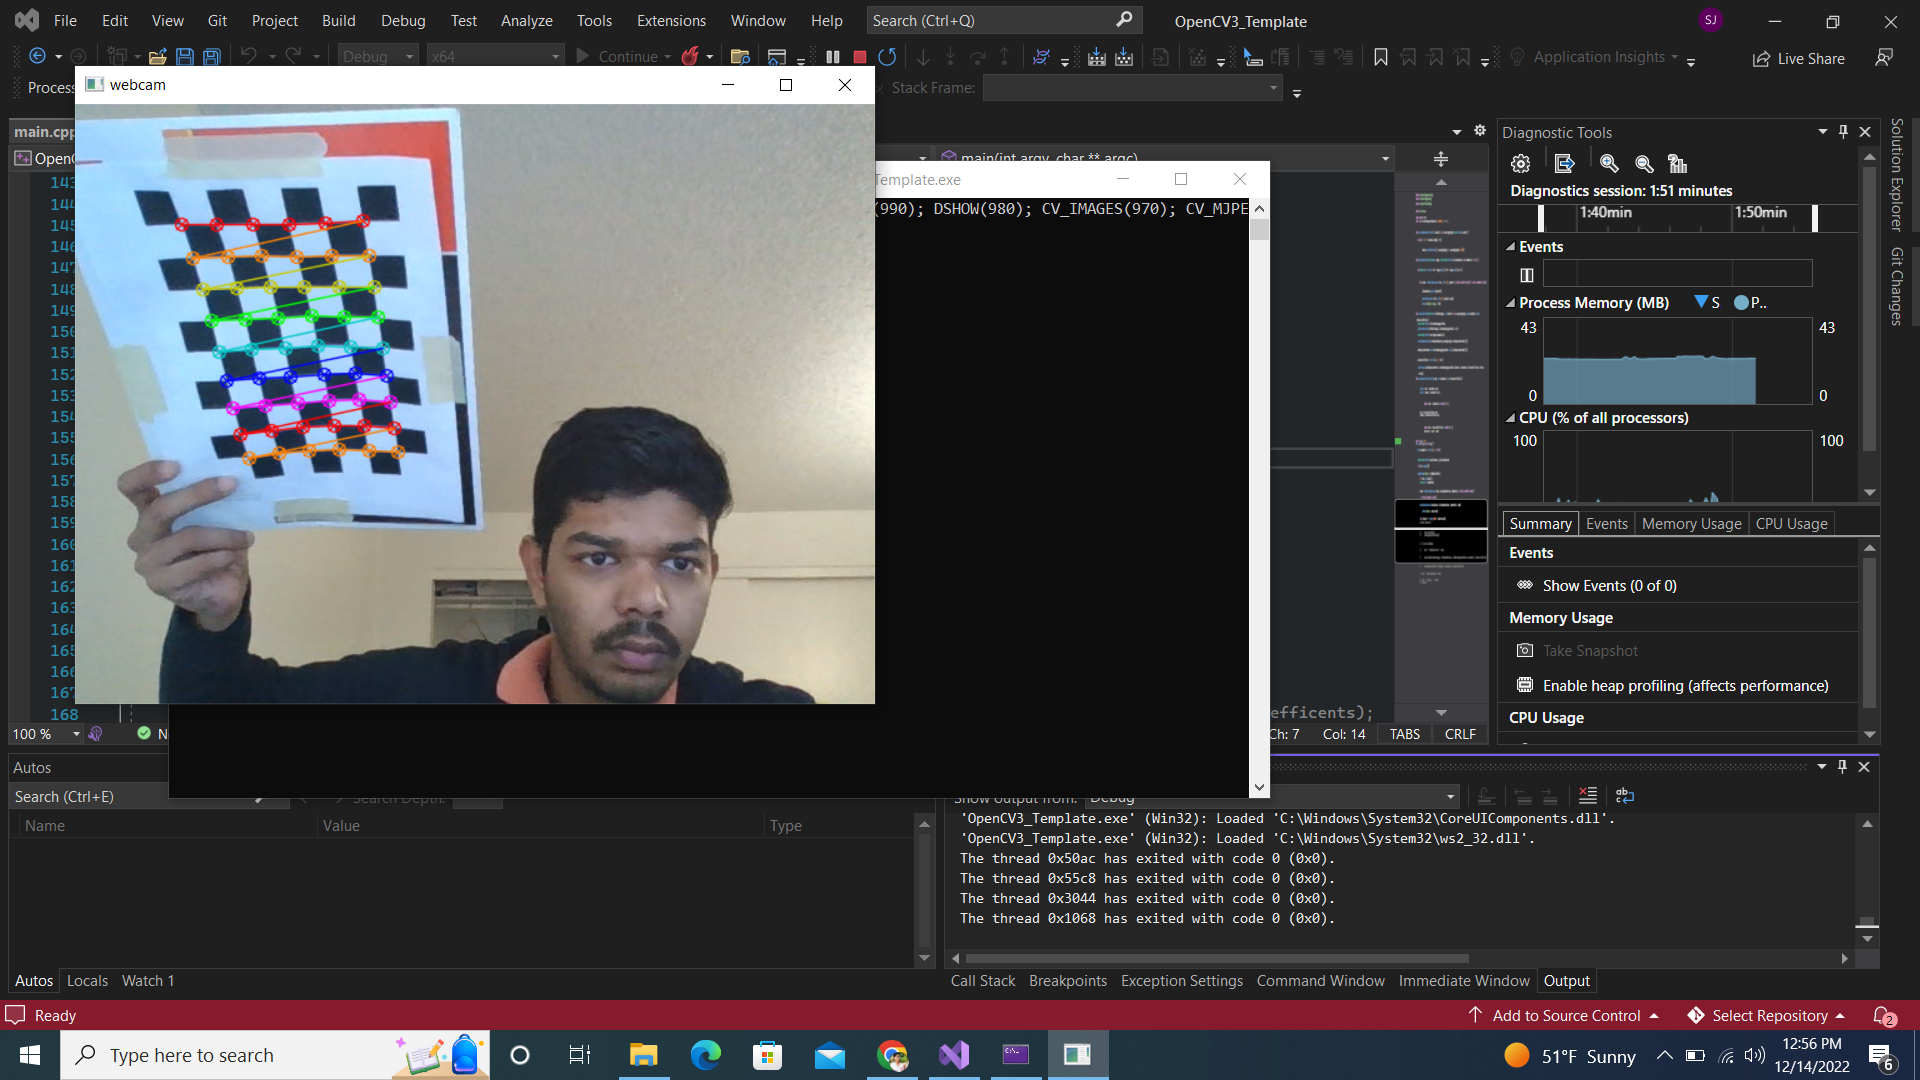 File Edit View Git Project Build Debug Test Analyze Tools Extensions Window Help Search (Ctrl+Q) OpenCV3_Template SJ
Debug x64 Continue Application Insights Live Share
Process Stack Frame:
webcam
main.cpp
OpenC main(int argv, char ** argc)
Template.exe
(990); DSHOW(980); CV_IMAGES(970); CV_MJPE
143
144
145
146
147
148
149
150
151
152
153
154
155
156
157
158
159
160
161
162
163
164
165
166
167
168
efficents);
100 % N Ch: 7 Col: 14 TABS CRLF
Diagnostic Tools
Diagnostics session: 1:51 minutes
1:40min 1:50min
Events
Process Memory (MB) S P..
43 43
0 0
CPU (% of all processors)
100 100
Summary Events Memory Usage CPU Usage
Events
Show Events (0 of 0)
Memory Usage
Take Snapshot
Enable heap profiling (affects performance)
CPU Usage
Solution Explorer
Git Changes
Autos
Search (Ctrl+E) Search Depth:
Name Value Type
Autos Locals Watch 1
Show output from: Debug
'OpenCV3_Template.exe' (Win32): Loaded 'C:\Windows\System32\CoreUIComponents.dll'.
'OpenCV3_Template.exe' (Win32): Loaded 'C:\Windows\System32\ws2_32.dll'.
The thread 0x50ac has exited with code 0 (0x0).
The thread 0x55c8 has exited with code 0 (0x0).
The thread 0x3044 has exited with code 0 (0x0).
The thread 0x1068 has exited with code 0 (0x0).
Call Stack Breakpoints Exception Settings Command Window Immediate Window Output
Ready Add to Source Control Select Repository 2
Type here to search 51°F Sunny 12:56 PM
12/14/2022 6